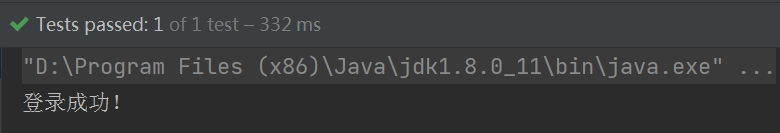 Tests passed: 1 of 1 test – 332 ms
"D:\Program Files (x86)\Java\jdk1.8.0_11\bin\java.exe" ...
登录成功！